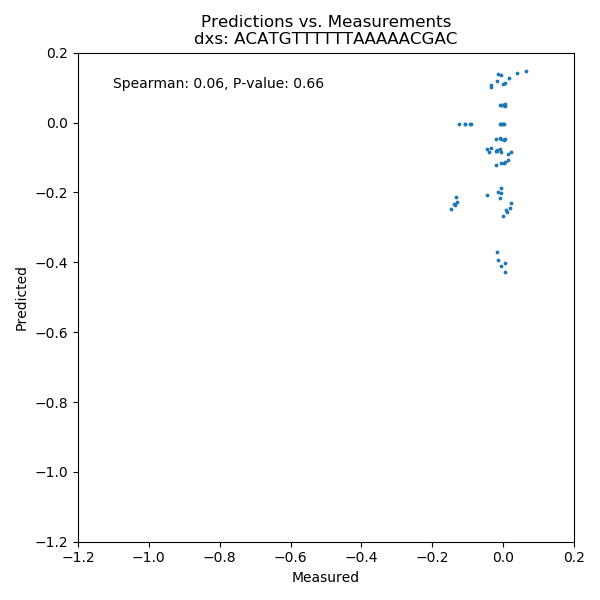 Predictions vs. Measurements
dxs: ACATGTTTTTTAAAAACGAC
Spearman: 0.06, P-value: 0.66
0.2
0.0
−0.2
−0.4
−0.6
−0.8
−1.0
−1.2
Predicted
−1.2 −1.0 −0.8 −0.6 −0.4 −0.2 0.0 0.2
Measured